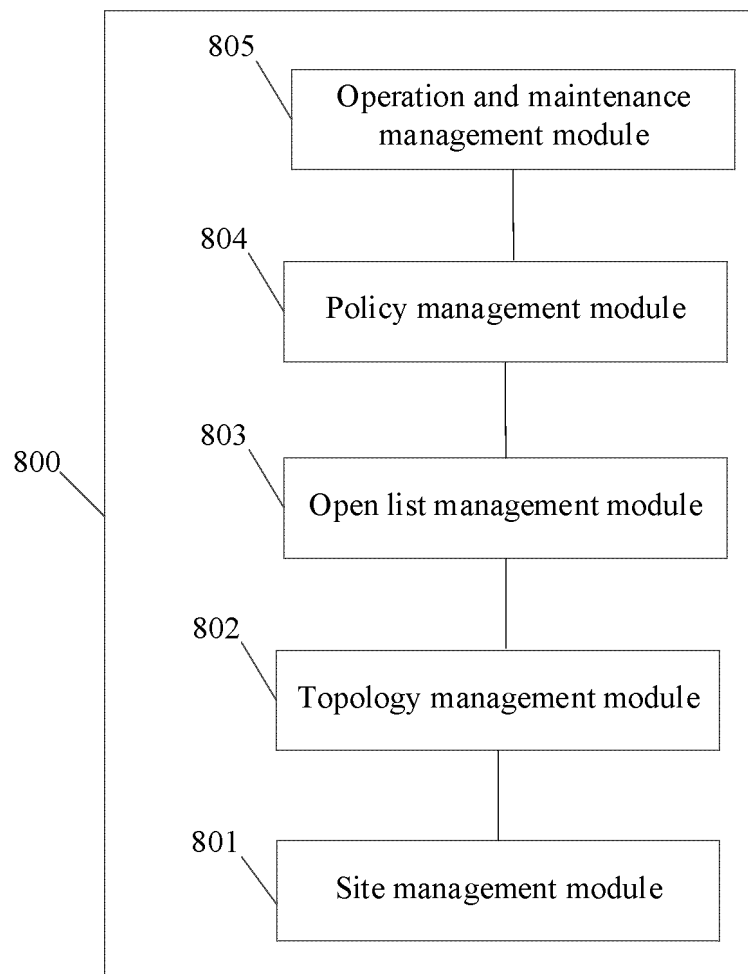 805
Operation and maintenance
management module
804
Policy management module
803
800
Open list management module
802
Topology management module
801
Site management module